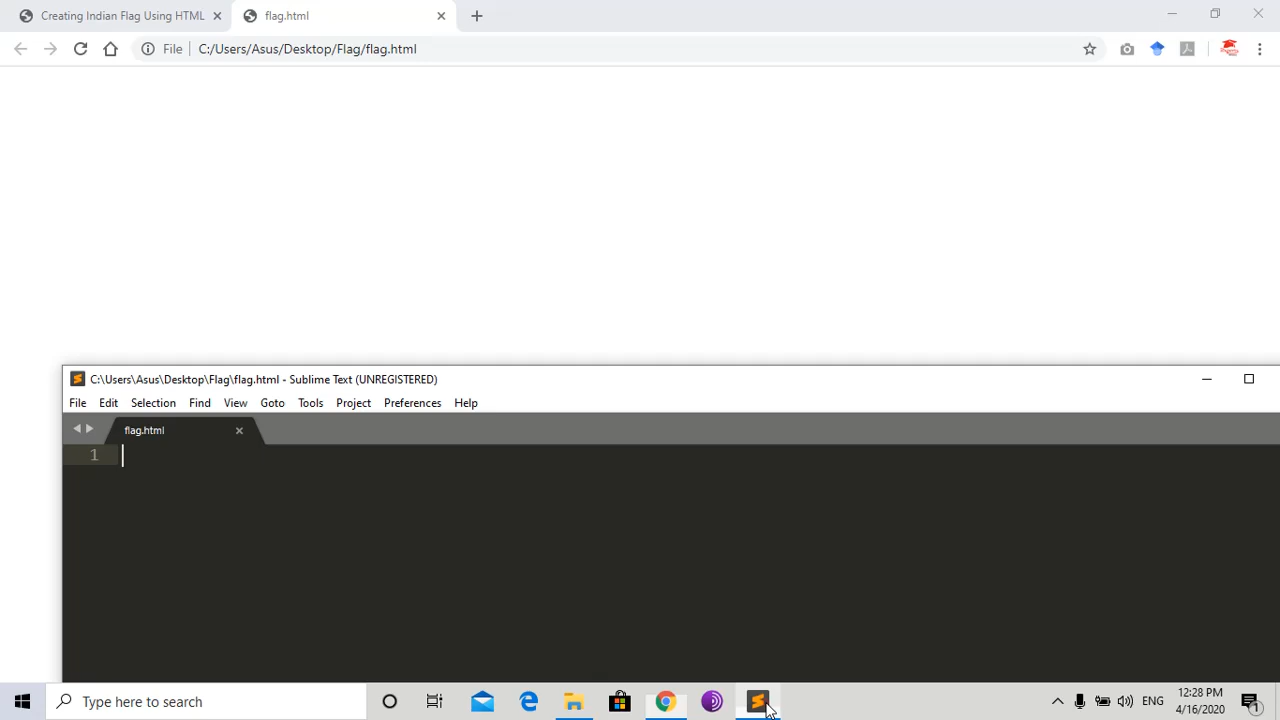 Creating Indian Flag Using HTML
flag.html
File C:/Users/Asus/Desktop/Flag/flag.html
C:\Users\Asus\Desktop\Flag\flag.html - Sublime Text (UNREGISTERED)
File Edit Selection Find View Goto Tools Project Preferences Help
flag.html
1
Type here to search
ENG
12:28 PM
4/16/2020
1